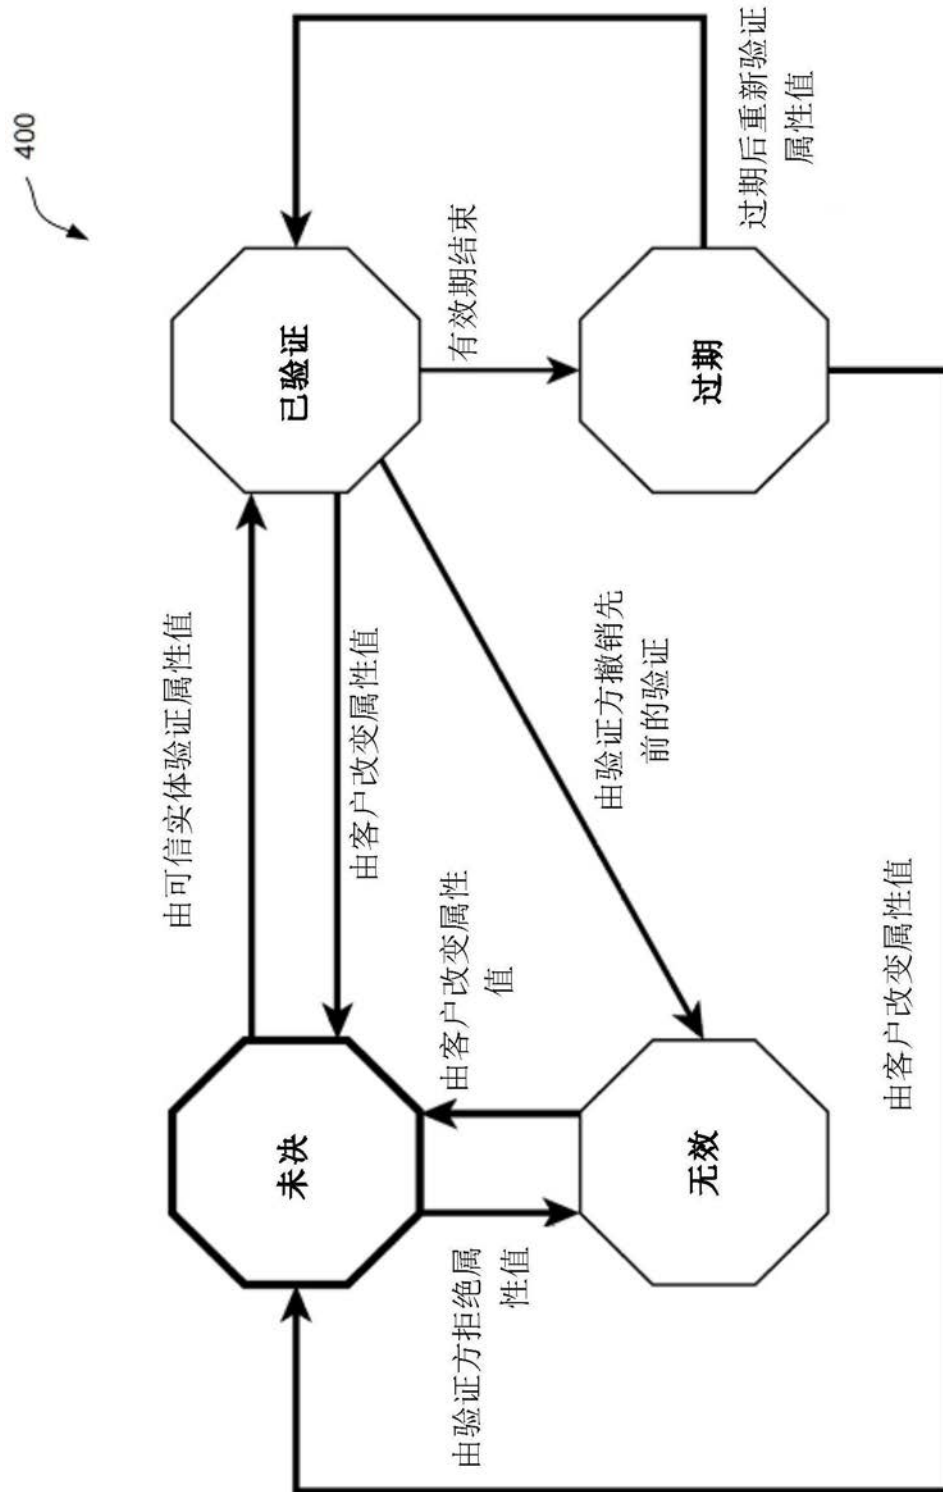 400
未决
由可信实体验证属性值
已验证
由客户改变属性值
由验证方拒绝属
性值
由客户改变属性
值
由验证方撤销先
前的验证
有效期结束
无效
过期
过期后重新验证
属性值
由客户改变属性值